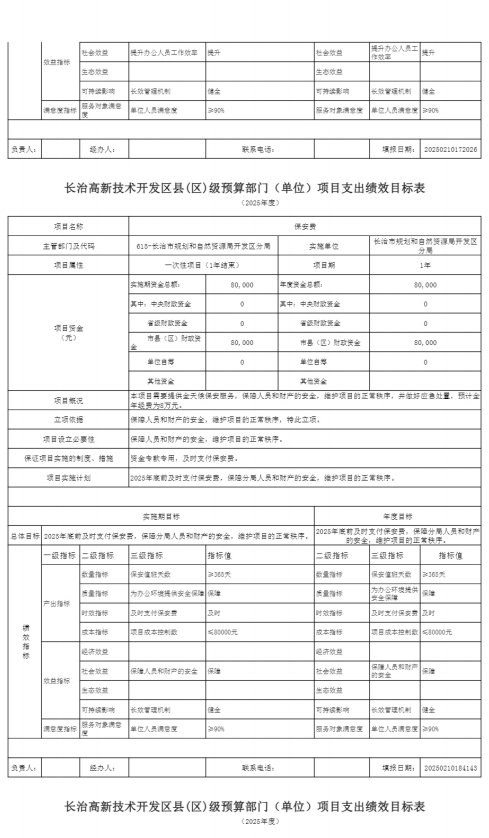 效益指标 社会效益 提升办公人员工作效率 提升 社会效益 提升办公人员工作效率 提升
生态效益 生态效益
可持续影响 长效管理机制 健全 可持续影响 长效管理机制 健全
满意度指标 服务对象满意度 单位人员满意度 ≥90% 服务对象满意度 单位人员满意度 ≥90%
负责人： 经办人： 联系电话： 填报日期： 20250210172026
长治高新技术开发区县(区)级预算部门（单位）项目支出绩效目标表
（2025年度）
项目名称 保安费
主管部门及代码 615-长治市规划和自然资源局开发区分局 实施单位 长治市规划和自然资源局开发区分局
项目属性 一次性项目（1年结束） 项目期 1年
项目资金（元） 实施期资金总额： 80,000 年度资金总额： 80,000
其中：中央财政资金 0 其中：中央财政资金 0
省级财政资金 0 省级财政资金 0
市县（区）财政资金 80,000 市县（区）财政资金 80,000
单位自筹 0 单位自筹 0
其他资金 其他资金
项目概况 本项目需要提供全天候保安服务，保障人员和财产的安全，维护项目的正常秩序，并做好应急处置，预计全年经费为8万元。
立项依据 保障人员和财产的安全，维护项目的正常秩序，特此立项。
项目设立必要性 保障人员和财产的安全，维护项目的正常秩序。
保证项目实施的制度、措施 资金专款专用，及时支付保安费。
项目实施计划 2025年底前及时支付保安费，保障分局人员和财产的安全，维护项目的正常秩序。
实施期目标 年度目标
总体目标 2025年底前及时支付保安费，保障分局人员和财产的安全，维护项目的正常秩序。 2025年底前及时支付保安费，保障分局人员和财产的安全，维护项目的正常秩序。
绩效指标 一级指标 二级指标 三级指标 指标值 二级指标 三级指标 指标值
产出指标 数量指标 保安值班天数 ≥365天 数量指标 保安值班天数 ≥365天
质量指标 为办公环境提供安全保障 保障 质量指标 为办公环境提供安全保障 保障
时效指标 及时支付保安费 及时 时效指标 及时支付保安费 及时
成本指标 项目成本控制数 ≤80000元 成本指标 项目成本控制数 ≤80000元
效益指标 经济效益 经济效益
社会效益 保障人员和财产的安全 保障 社会效益 保障人员和财产的安全 保障
生态效益 生态效益
可持续影响 长效管理机制 健全 可持续影响 长效管理机制 健全
满意度指标 服务对象满意度 单位人员满意度 ≥90% 服务对象满意度 单位人员满意度 ≥90%
负责人： 经办人： 联系电话： 填报日期： 20250210184143
长治高新技术开发区县(区)级预算部门（单位）项目支出绩效目标表
（2025年度）